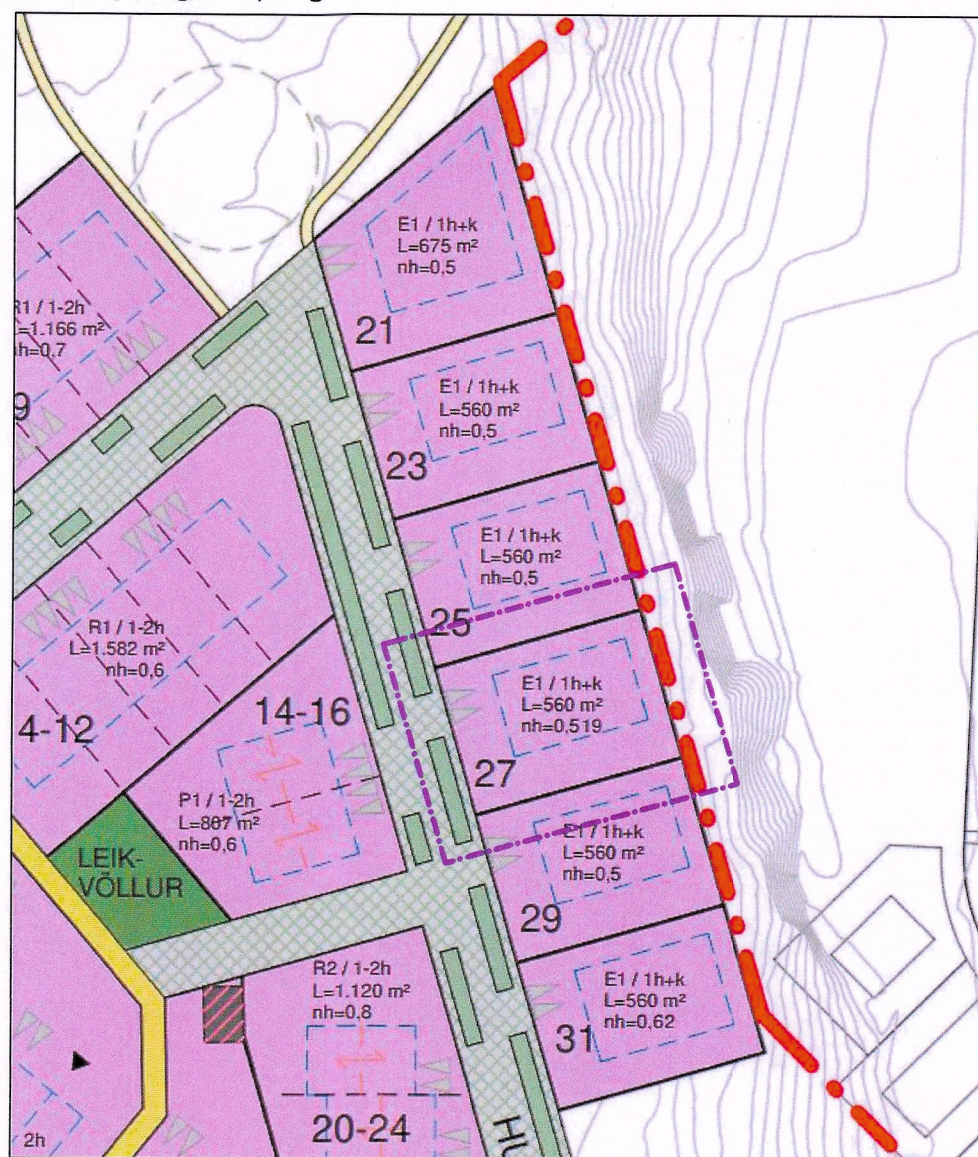 E1 / 1h+k
L=675 m²
nh=0,5
21
R1 / 1-2h
L=1.166 m²
nh=0,7
9
E1 / 1h+k
L=560 m²
nh=0,5
23
E1 / 1h+k
L=560 m²
nh=0,5
25
R1 / 1-2h
L=1.582 m²
nh=0,6
4-12
14-16
E1 / 1h+k
L=560 m²
nh=0,519
27
P1 / 1-2h
L=807 m²
nh=0,6
LEIK-
VÖLLUR
E1 / 1h+k
L=560 m²
nh=0,5
29
R2 / 1-2h
L=1.120 m²
nh=0,8
E1 / 1h+k
L=560 m²
nh=0,62
31
20-24
2h
HU